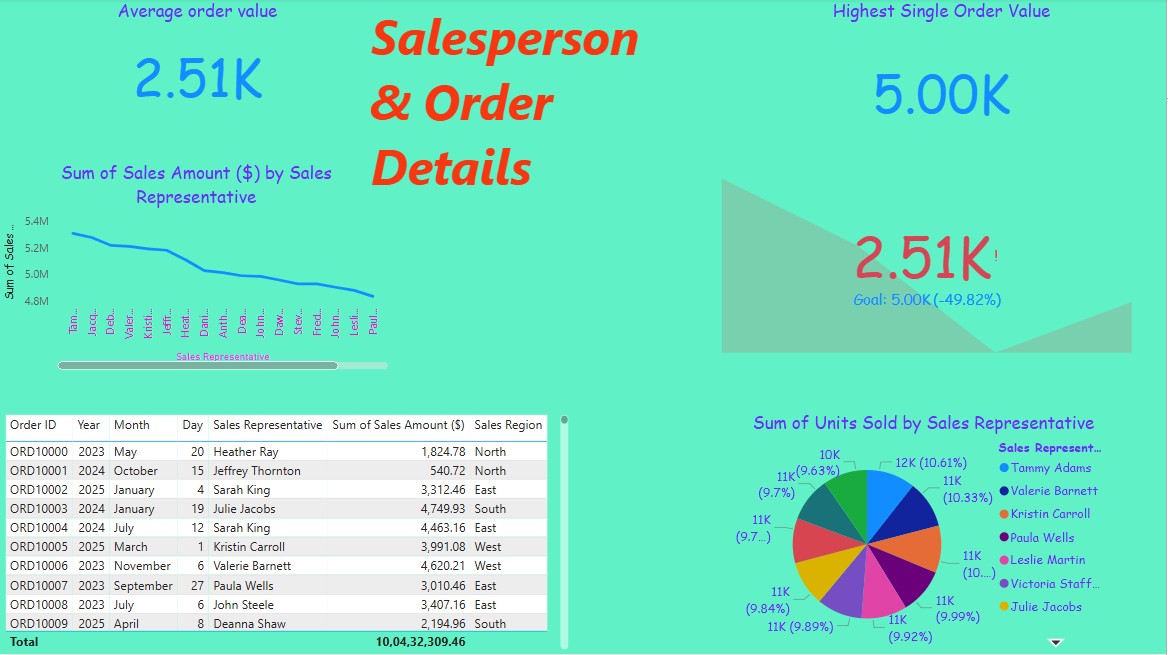 Average order value
2.51K
Salesperson
& Order
Details
Highest Single Order Value
5.00K
Sum of Sales Amount ($) by Sales
Representative
Sum of Sales ...
5.4M
5.2M
5.0M
4.8M
Tam...
Jacq...
Deb...
Valer...
Kristi...
Jeffr...
Heat...
Dani...
Anth...
Dea...
John...
Daw...
Stev...
Fred...
John...
Lesli...
Paul...
Sales Representative
2.51K!
Goal: 5.00K (-49.82%)
Order ID Year Month Day Sales Representative Sum of Sales Amount ($) Sales Region
ORD10000 2023 May 20 Heather Ray 1,824.78 North
ORD10001 2024 October 15 Jeffrey Thornton 540.72 North
ORD10002 2025 January 4 Sarah King 3,312.46 East
ORD10003 2024 January 19 Julie Jacobs 4,749.93 South
ORD10004 2024 July 12 Sarah King 4,463.16 East
ORD10005 2025 March 1 Kristin Carroll 3,991.08 West
ORD10006 2023 November 6 Valerie Barnett 4,620.21 West
ORD10007 2023 September 27 Paula Wells 3,010.46 East
ORD10008 2023 July 6 John Steele 3,407.16 East
ORD10009 2025 April 8 Deanna Shaw 2,194.96 South
Total 10,04,32,309.46
Sum of Units Sold by Sales Representative
12K (10.61%)
11K
(10.33%)
11K
(10....)
11K
(9.99%)
11K
(9.92%)
11K (9.89%)
11K
(9.84%)
11K
(9.7...)
11K
(9.7%)
10K
(9.63%)
Sales Represent...
Tammy Adams
Valerie Barnett
Kristin Carroll
Paula Wells
Leslie Martin
Victoria Staff...
Julie Jacobs